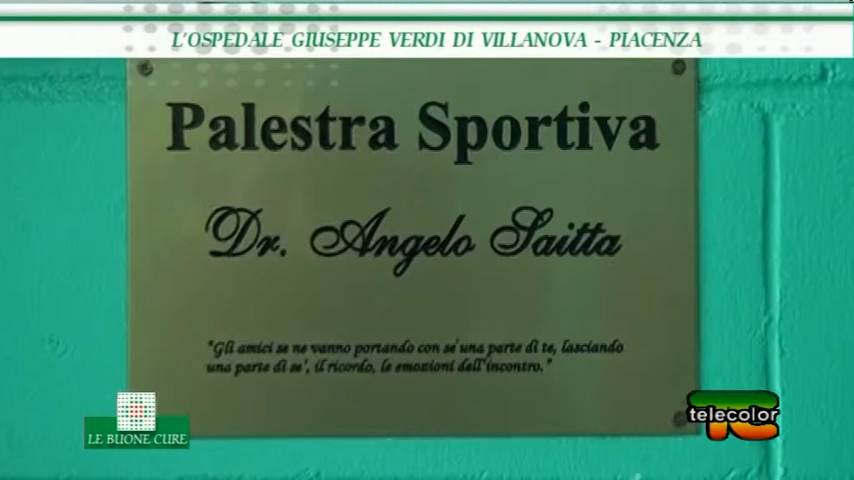 L'OSPEDALE GIUSEPPE VERDI DI VILLANOVA - PIACENZA
Palestra Sportiva
Dr. Angelo Saitta
"Gli amici se ne vanno portando con se' una parte di te, lasciando
una parte di se', il ricordo, le emozioni dell'incontro."
LE BUONE CURE
telecolor
TC